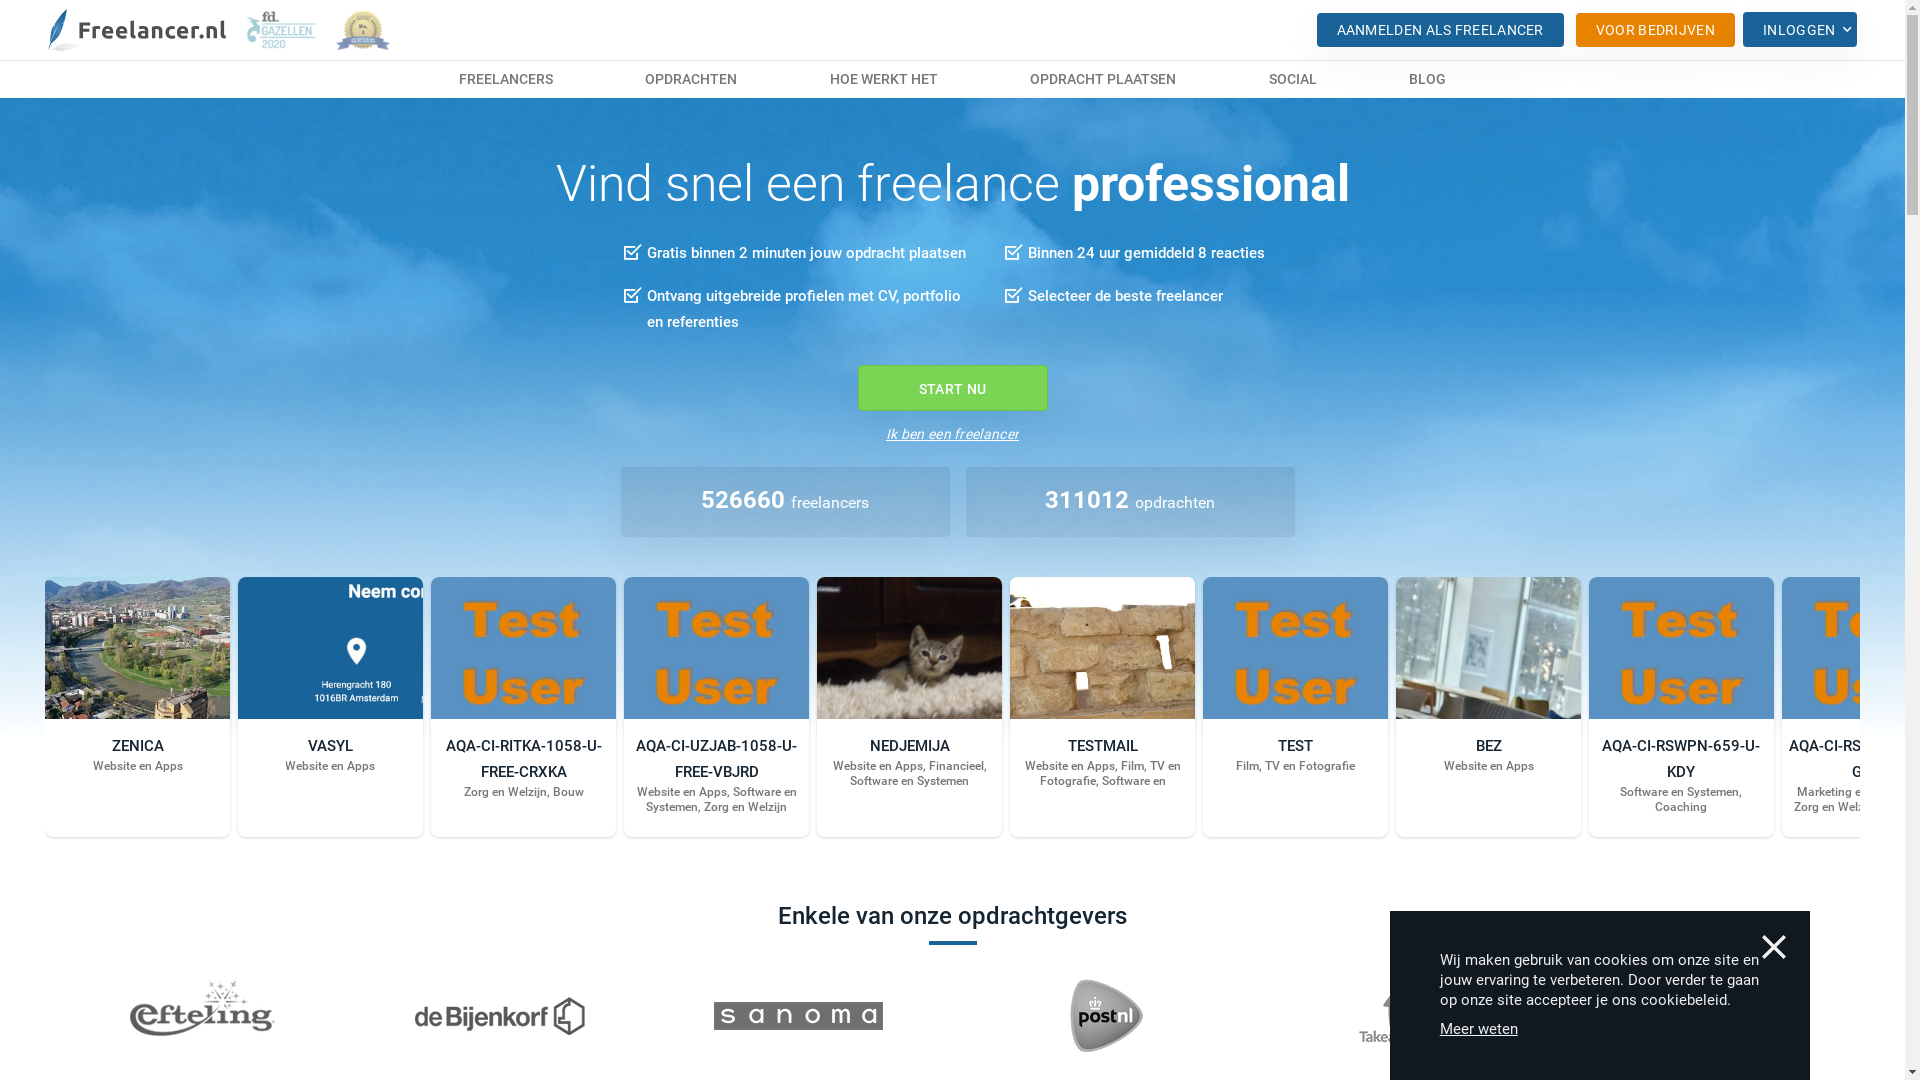 Freelancer.nl
fd.
GAZELLEN
2020
No.
1
AANMELDEN ALS FREELANCER
VOOR BEDRIJVEN
INLOGGEN
FREELANCERS
OPDRACHTEN
HOE WERKT HET
OPDRACHT PLAATSEN
SOCIAL
BLOG
Vind snel een freelance professional
Gratis binnen 2 minuten jouw opdracht plaatsen
Binnen 24 uur gemiddeld 8 reacties
Ontvang uitgebreide profielen met CV, portfolio
en referenties
Selecteer de beste freelancer
START NU
Ik ben een freelancer
526660 freelancers
311012 opdrachten
ZENICA
Website en Apps
Neem
Herengracht 180
1016BR Amsterdam
VASYL
Website en Apps
Test
User
AQA-CI-RITKA-1058-U-
FREE-CRXKA
Zorg en Welzijn, Bouw
Test
User
AQA-CI-UZJAB-1058-U-
FREE-VBJRD
Website en Apps, Software en
Systemen, Zorg en Welzijn
NEDJEMIJA
Website en Apps, Financieel,
Software en Systemen
TESTMAIL
Website en Apps, Film, TV en
Fotografie, Software en
Test
User
TEST
Film, TV en Fotografie
BEZ
Website en Apps
Test
User
AQA-CI-RSWPN-659-U-
KDY
Software en Systemen,
Coaching
AQA-CI-RS
G
Marketing e
Zorg en Welz
Enkele van onze opdrachtgevers
efteling
de Bijenkorf
sanoma
postnl
Takea
Wij maken gebruik van cookies om onze site en
jouw ervaring te verbeteren. Door verder te gaan
op onze site accepteer je ons cookiebeleid.
Meer weten